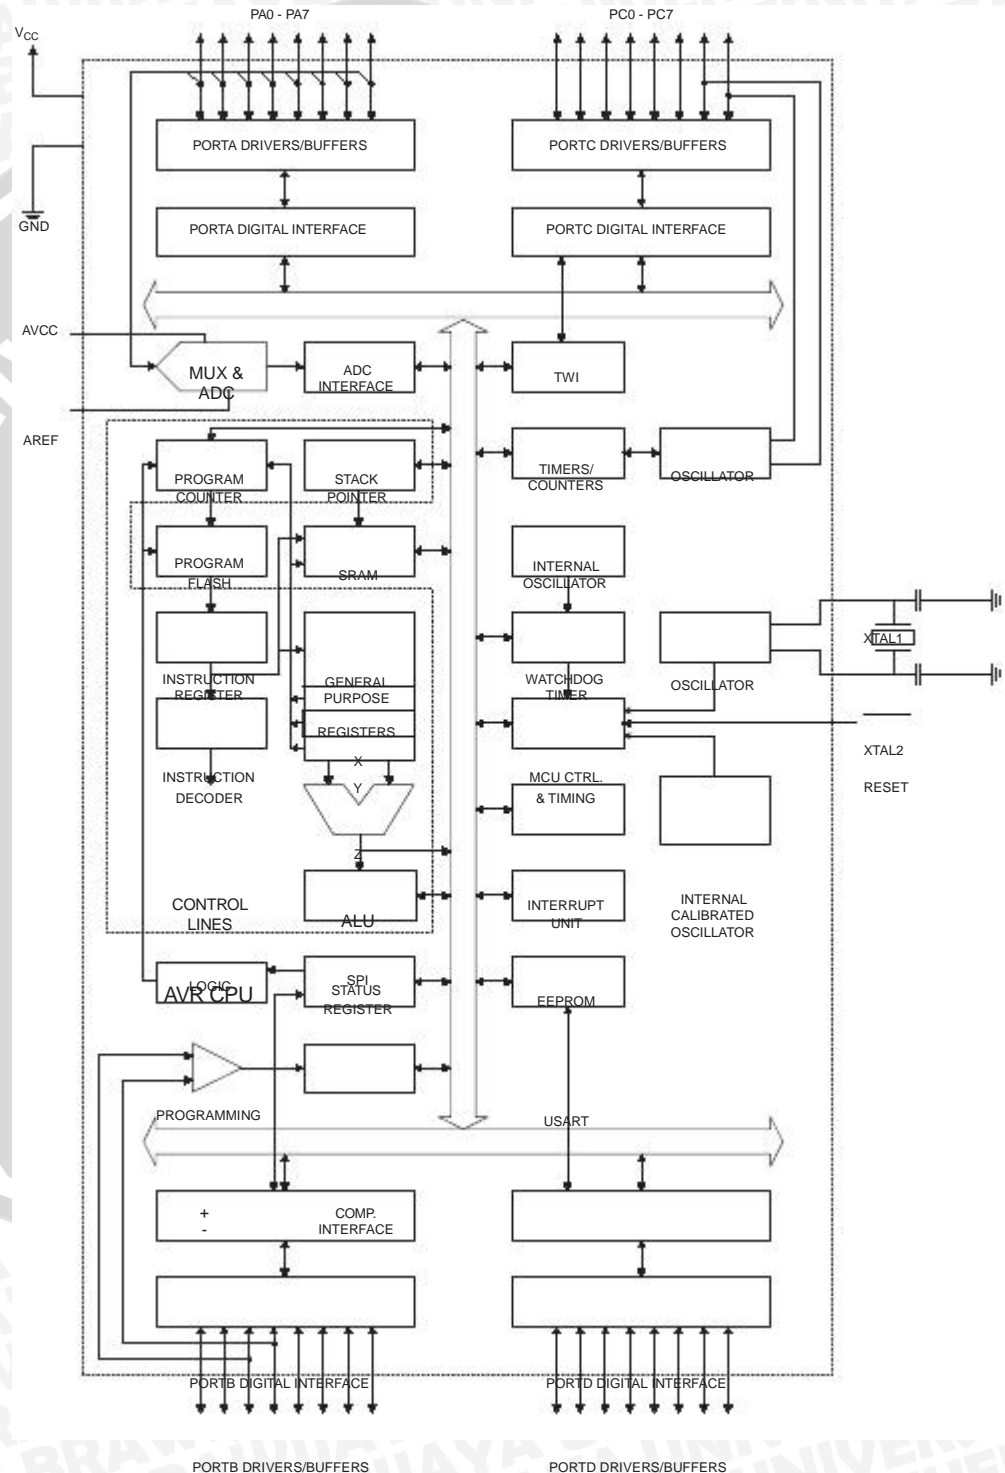 PA0 - PA7
PC0 - PC7
VCC
PORTA DRIVERS/BUFFERS
PORTC DRIVERS/BUFFERS
GND
PORTA DIGITAL INTERFACE
PORTC DIGITAL INTERFACE
AVCC
MUX &
ADC
ADC
INTERFACE
TWI
AREF
PROGRAM
COUNTER
STACK
POINTER
TIMERS/
COUNTERS
OSCILLATOR
PROGRAM
FLASH
SRAM
INTERNAL
OSCILLATOR
XTAL1
INSTRUCTION
REGISTER
GENERAL
PURPOSE
REGISTERS
WATCHDOG
TIMER
OSCILLATOR
XTAL2
X
INSTRUCTION
DECODER
Y
MCU CTRL.
& TIMING
RESET
Z
CONTROL
LINES
ALU
INTERRUPT
UNIT
INTERNAL
CALIBRATED
OSCILLATOR
LOGIC
AVR CPU
SPI
STATUS
REGISTER
EEPROM
PROGRAMMING
USART
+
-
COMP.
INTERFACE
PORTB DIGITAL INTERFACE
PORTD DIGITAL INTERFACE
PORTB DRIVERS/BUFFERS
PORTD DRIVERS/BUFFERS